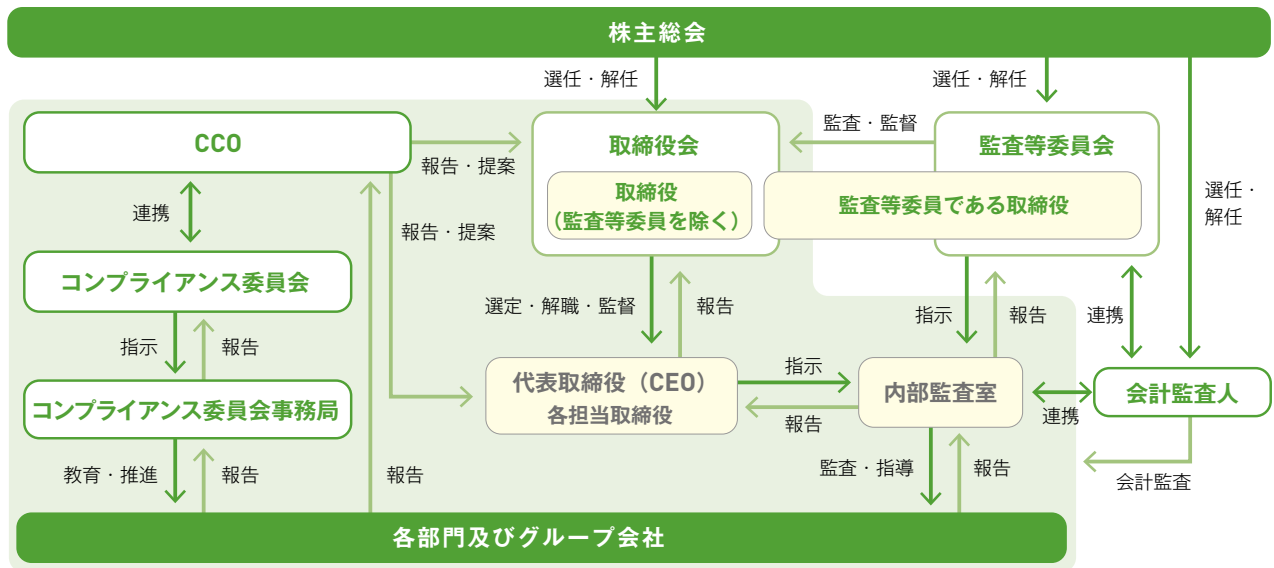 株主総会
選任・解任
選任・解任
選任・
解任
CCO
報告・提案
取締役会
監査・監督
監査等委員会
取締役
(監査等委員を除く)
監査等委員である取締役
連携
報告・提案
コンプライアンス委員会
選定・解職・監督
報告
指示
報告
連携
指示
報告
代表取締役（CEO）
各担当取締役
指示
報告
内部監査室
連携
会計監査人
コンプライアンス委員会事務局
教育・推進
報告
報告
監査・指導
報告
会計監査
各部門及びグループ会社